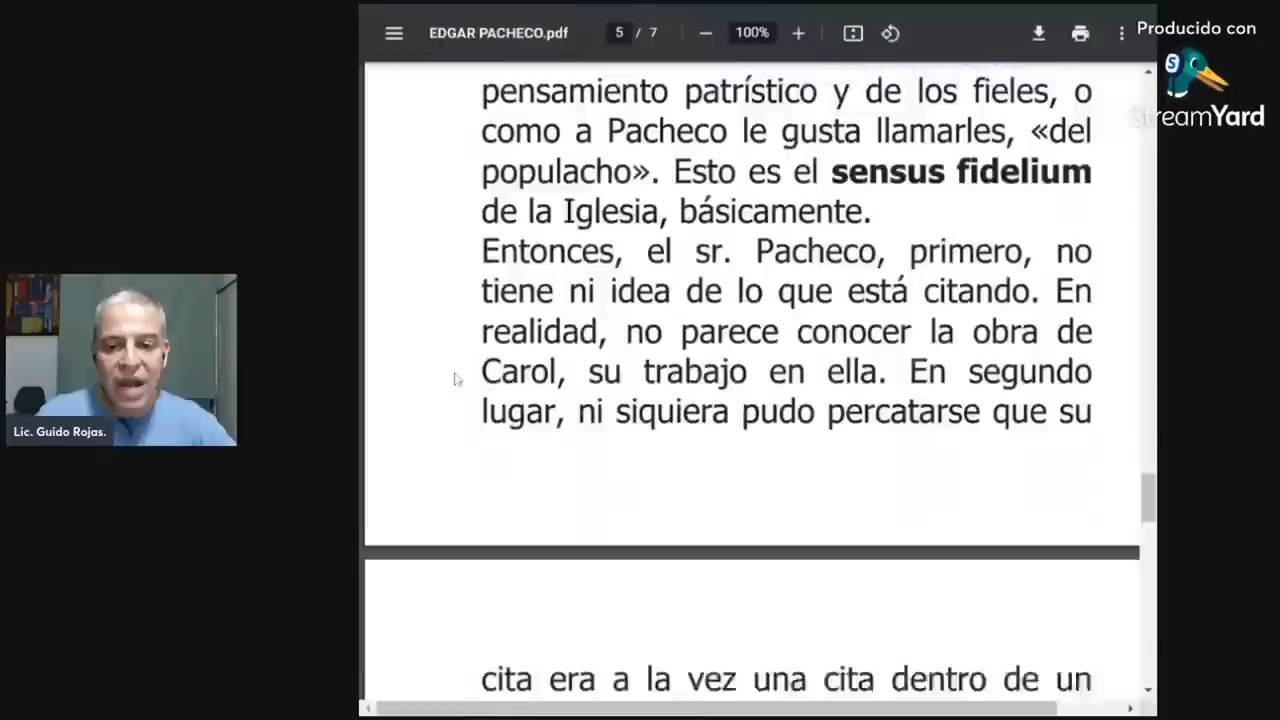 EDGAR PACHECO.pdf
5 / 7
100%
Producido con
StreamYard
pensamiento patrístico y de los fieles, o
como a Pacheco le gusta llamarles, «del
populacho». Esto es el sensus fidelium
de la Iglesia, básicamente.
Entonces, el sr. Pacheco, primero, no
tiene ni idea de lo que está citando. En
realidad, no parece conocer la obra de
Carol, su trabajo en ella. En segundo
lugar, ni siquiera pudo percatarse que su
Lic. Guido Rojas.
cita era a la vez una cita dentro de un